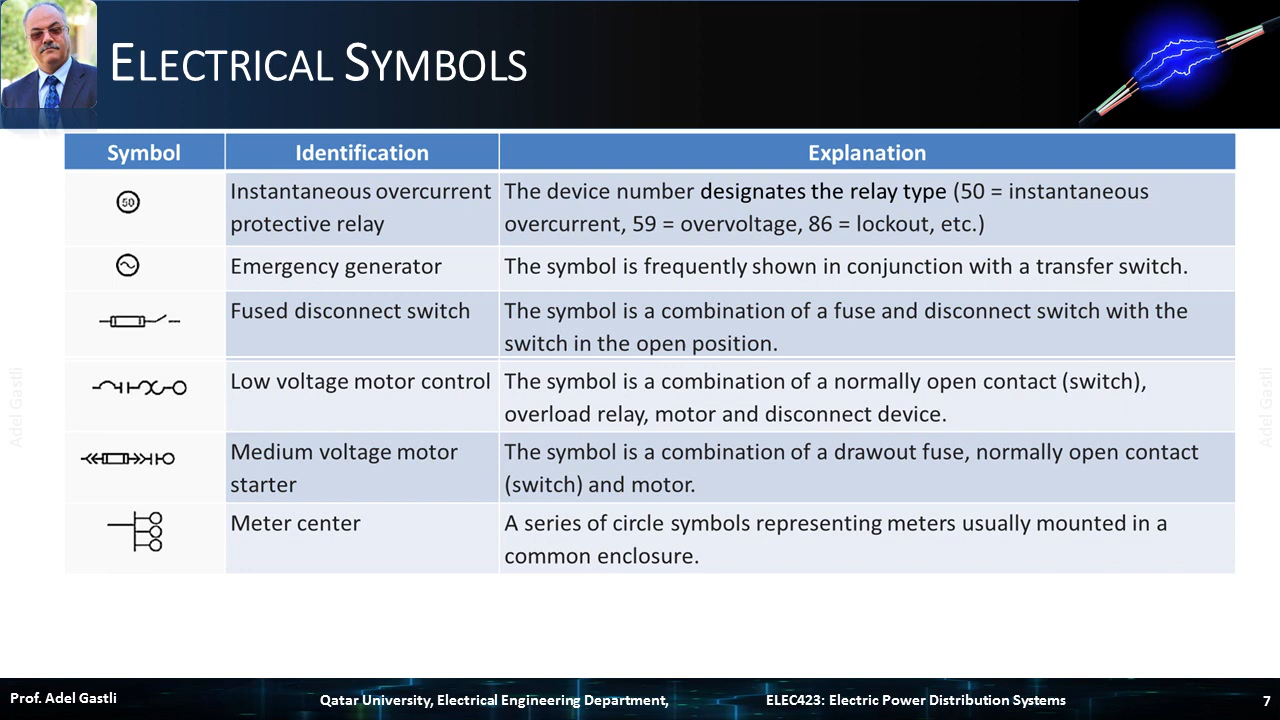 ELECTRICAL SYMBOLS
Symbol Identification Explanation
50 Instantaneous overcurrent protective relay The device number designates the relay type (50 = instantaneous
overcurrent, 59 = overvoltage, 86 = lockout, etc.)
Emergency generator The symbol is frequently shown in conjunction with a transfer switch.
Fused disconnect switch The symbol is a combination of a fuse and disconnect switch with the
switch in the open position.
Low voltage motor control The symbol is a combination of a normally open contact (switch),
overload relay, motor and disconnect device.
Medium voltage motor starter The symbol is a combination of a drawout fuse, normally open contact
(switch) and motor.
Meter center A series of circle symbols representing meters usually mounted in a
common enclosure.
Adel Gastli
Adel Gastli
Prof. Adel Gastli Qatar University, Electrical Engineering Department, ELEC423: Electric Power Distribution Systems 7